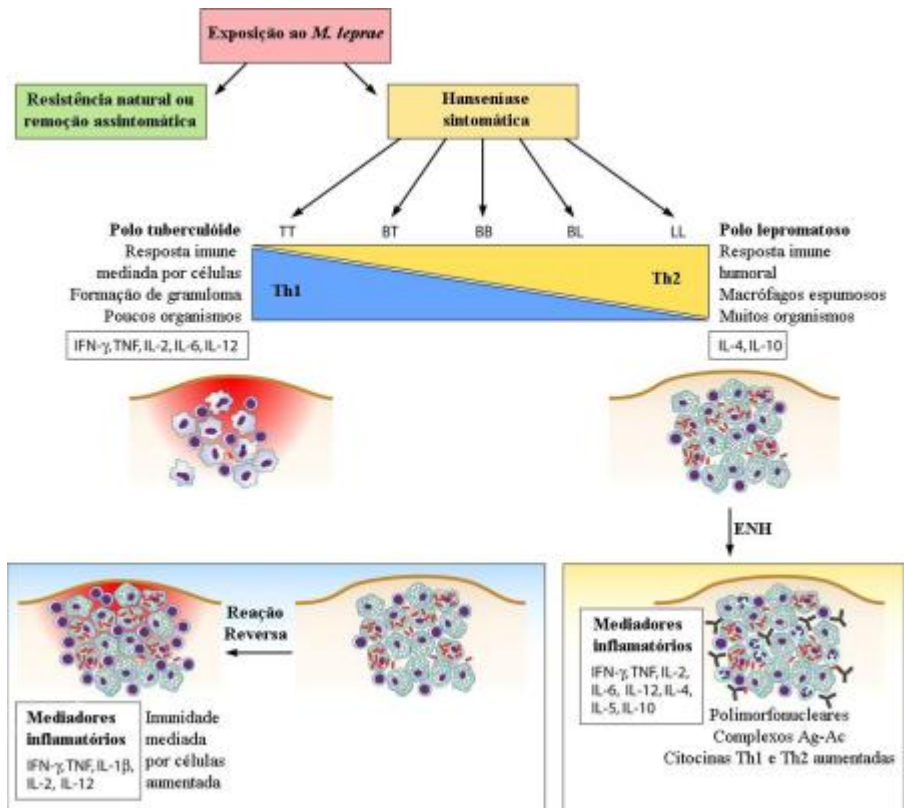 Exposição ao M. leprae
Resistência natural ou
remoção assintomática
Hanseníase
sintomática
TT BT BB BL LL
Polo tuberculóide
Resposta imune
mediada por células
Formação de granuloma
Poucos organismos
Th1
Th2
Polo lepromatoso
Resposta imune
humoral
Macrófagos espumosos
Muitos organismos
IFN-γ, TNF, IL-2, IL-6, IL-12
IL-4, IL-10
ENH
Reação
Reversa
Mediadores
inflamatórios
IFN-γ, TNF, IL-1β,
IL-2, IL-12
Imunidade
mediada
por células
aumentada
Mediadores
inflamatórios
IFN-γ, TNF, IL-2,
IL-6, IL-12, IL-4,
IL-5, IL-10
Polimorfonucleares
Complexos Ag-Ac
Citocinas Th1 e Th2 aumentadas